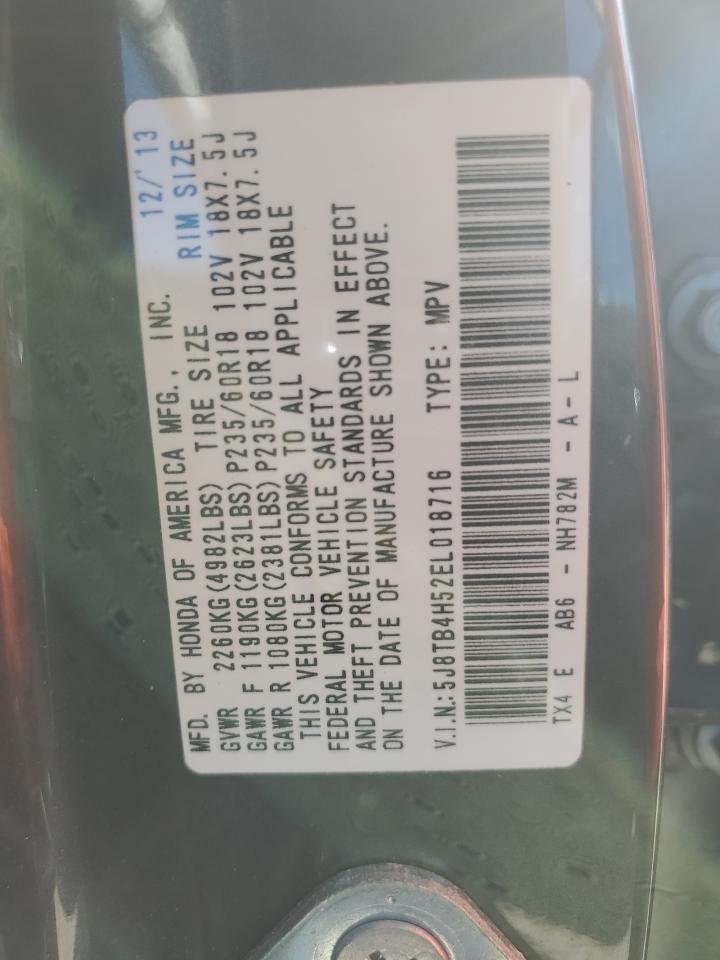 MFD. BY HONDA OF AMERICA MFG., INC. 12/'13
GVWR 2260KG(4982LBS) TIRE SIZE RIM SIZE
GAWR F 1190KG(2623LBS)P235/60R18 102V 18X7.5J
GAWR R 1080KG(2381LBS)P235/60R18 102V 18X7.5J
THIS VEHICLE CONFORMS TO ALL APPLICABLE
FEDERAL MOTOR VEHICLE SAFETY
AND THEFT PREVENTION STANDARDS IN EFFECT
ON THE DATE OF MANUFACTURE SHOWN ABOVE.
V.I.N.:5J8TB4H52EL018716 TYPE: MPV
TX4 E AB6 - NH782M - A - L